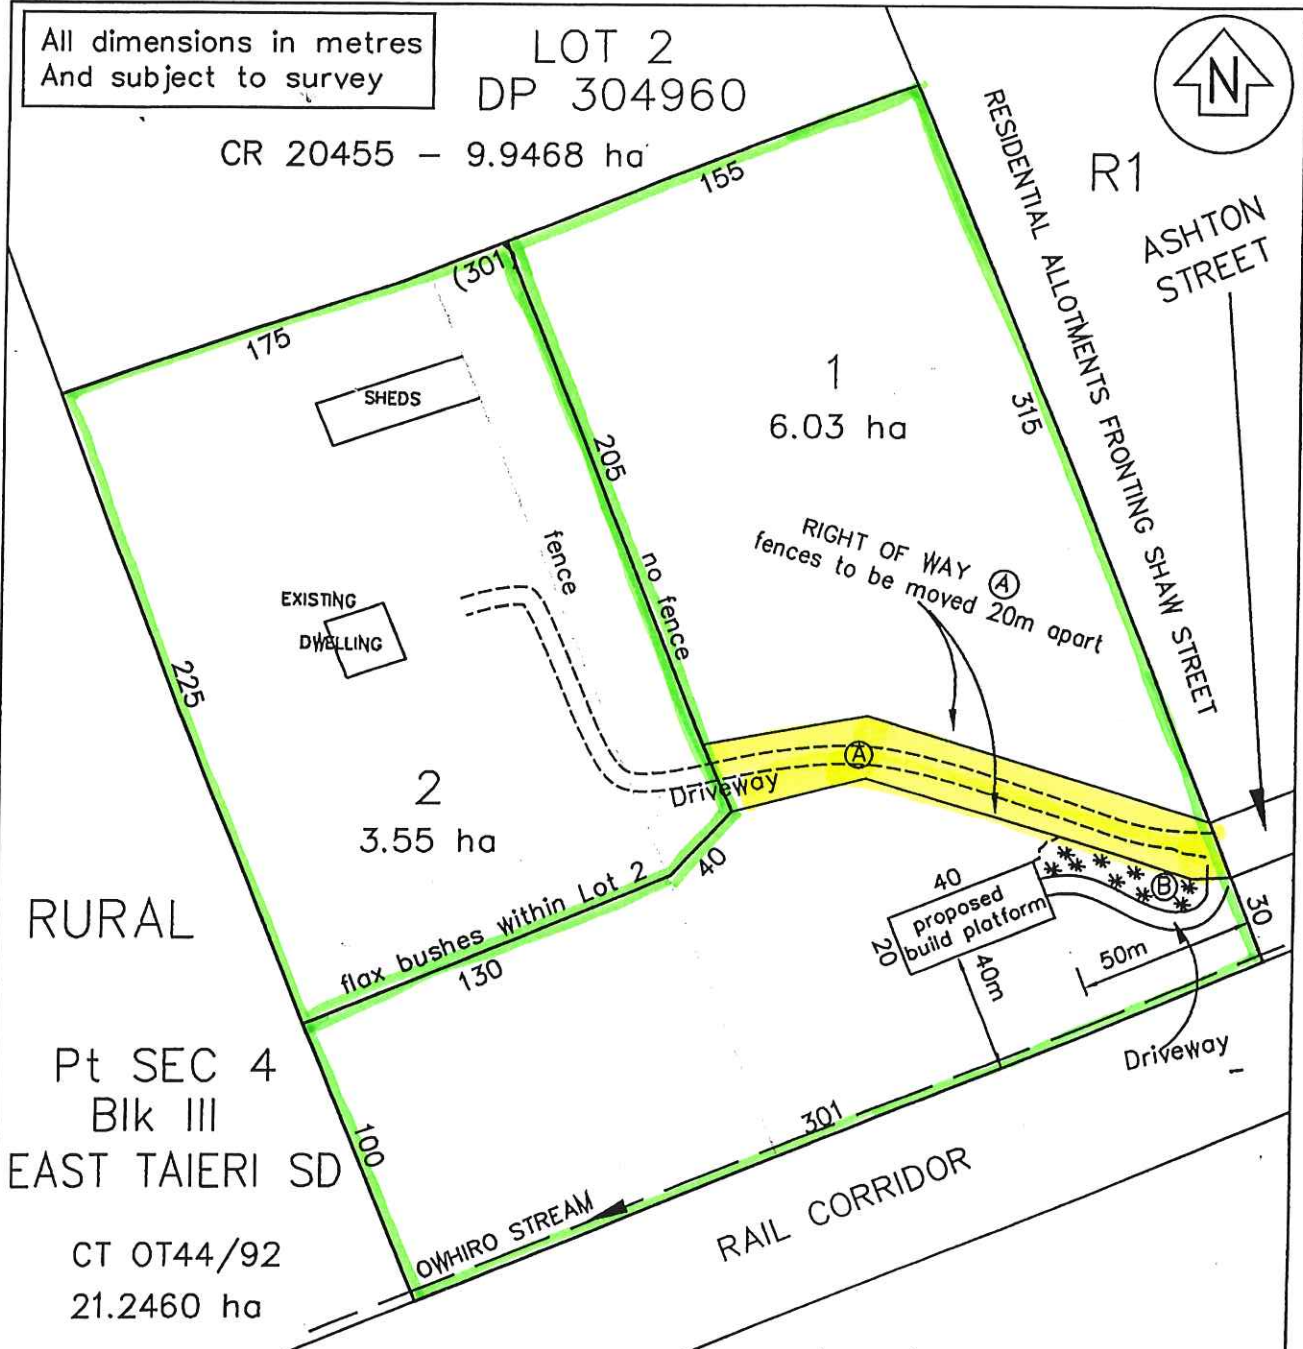 All dimensions in metres
And subject to survey
LOT 2
DP 304960
CR 20455 – 9.9468 ha
N
R1
ASHTON
STREET
RESIDENTIAL ALLOTMENTS FRONTING SHAW STREET
155
(301)
175
SHEDS
1
6.03 ha
315
205
fence
no fence
RIGHT OF WAY Ⓐ
fences to be moved 20m apart
EXISTING
DWELLING
225
Ⓐ
Driveway
2
3.55 ha
40
flax bushes within Lot 2
130
RURAL
40
proposed
build platform
20
Ⓑ
30
50m
40m
Driveway
Pt SEC 4
Blk III
EAST TAIERI SD
100
301
OWHIRO STREAM
RAIL CORRIDOR
CT OT44/92
21.2460 ha